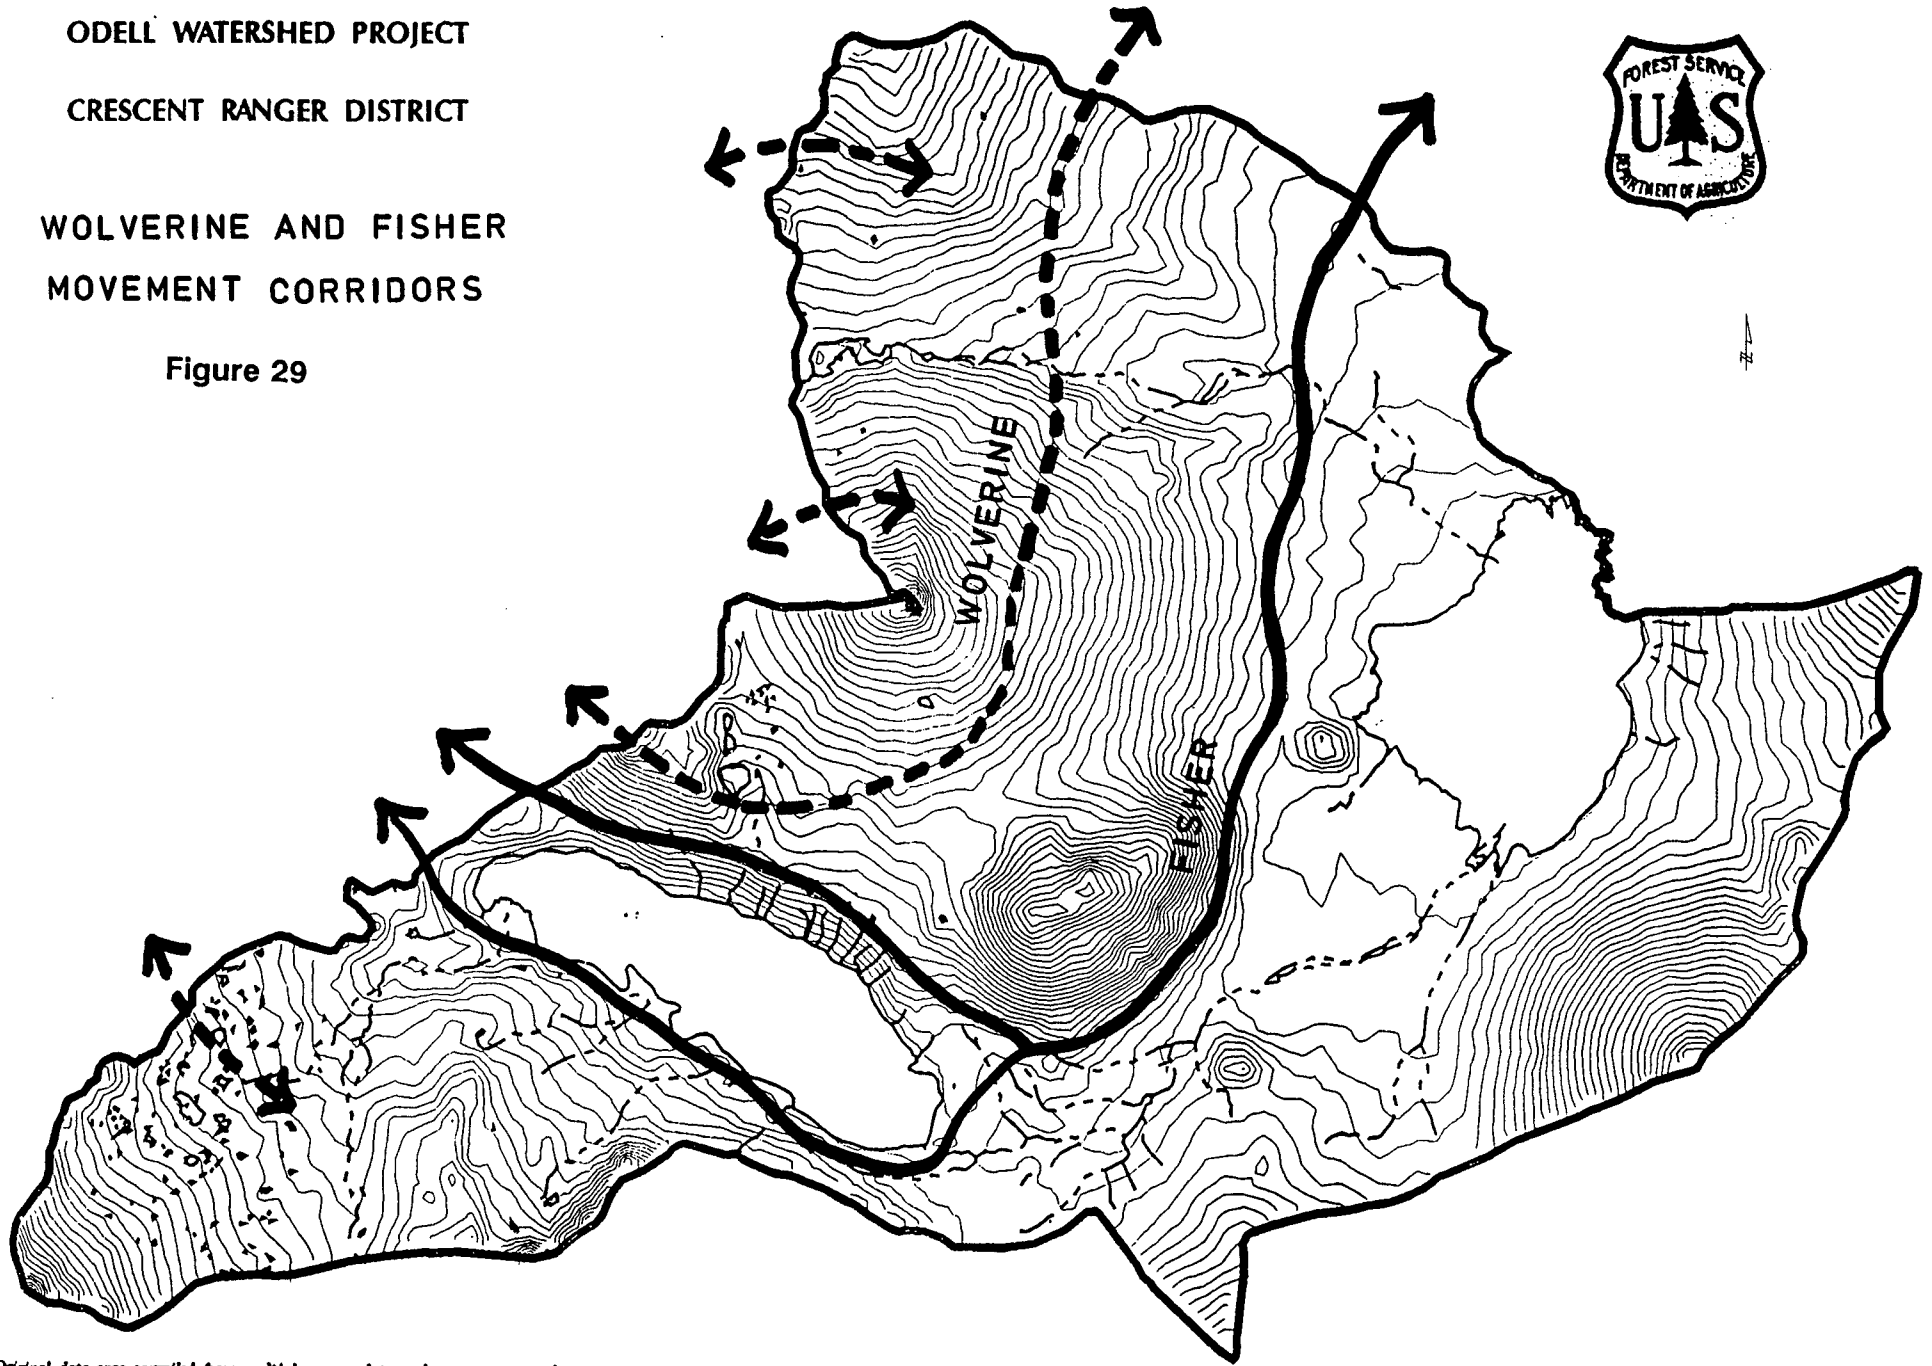 ODELL WATERSHED PROJECT
CRESCENT RANGER DISTRICT
WOLVERINE AND FISHER
MOVEMENT CORRIDORS
Figure 29
FOREST SERVICE
U S
DEPARTMENT OF AGRICULTURE
N
WOLVERINE
FISHER